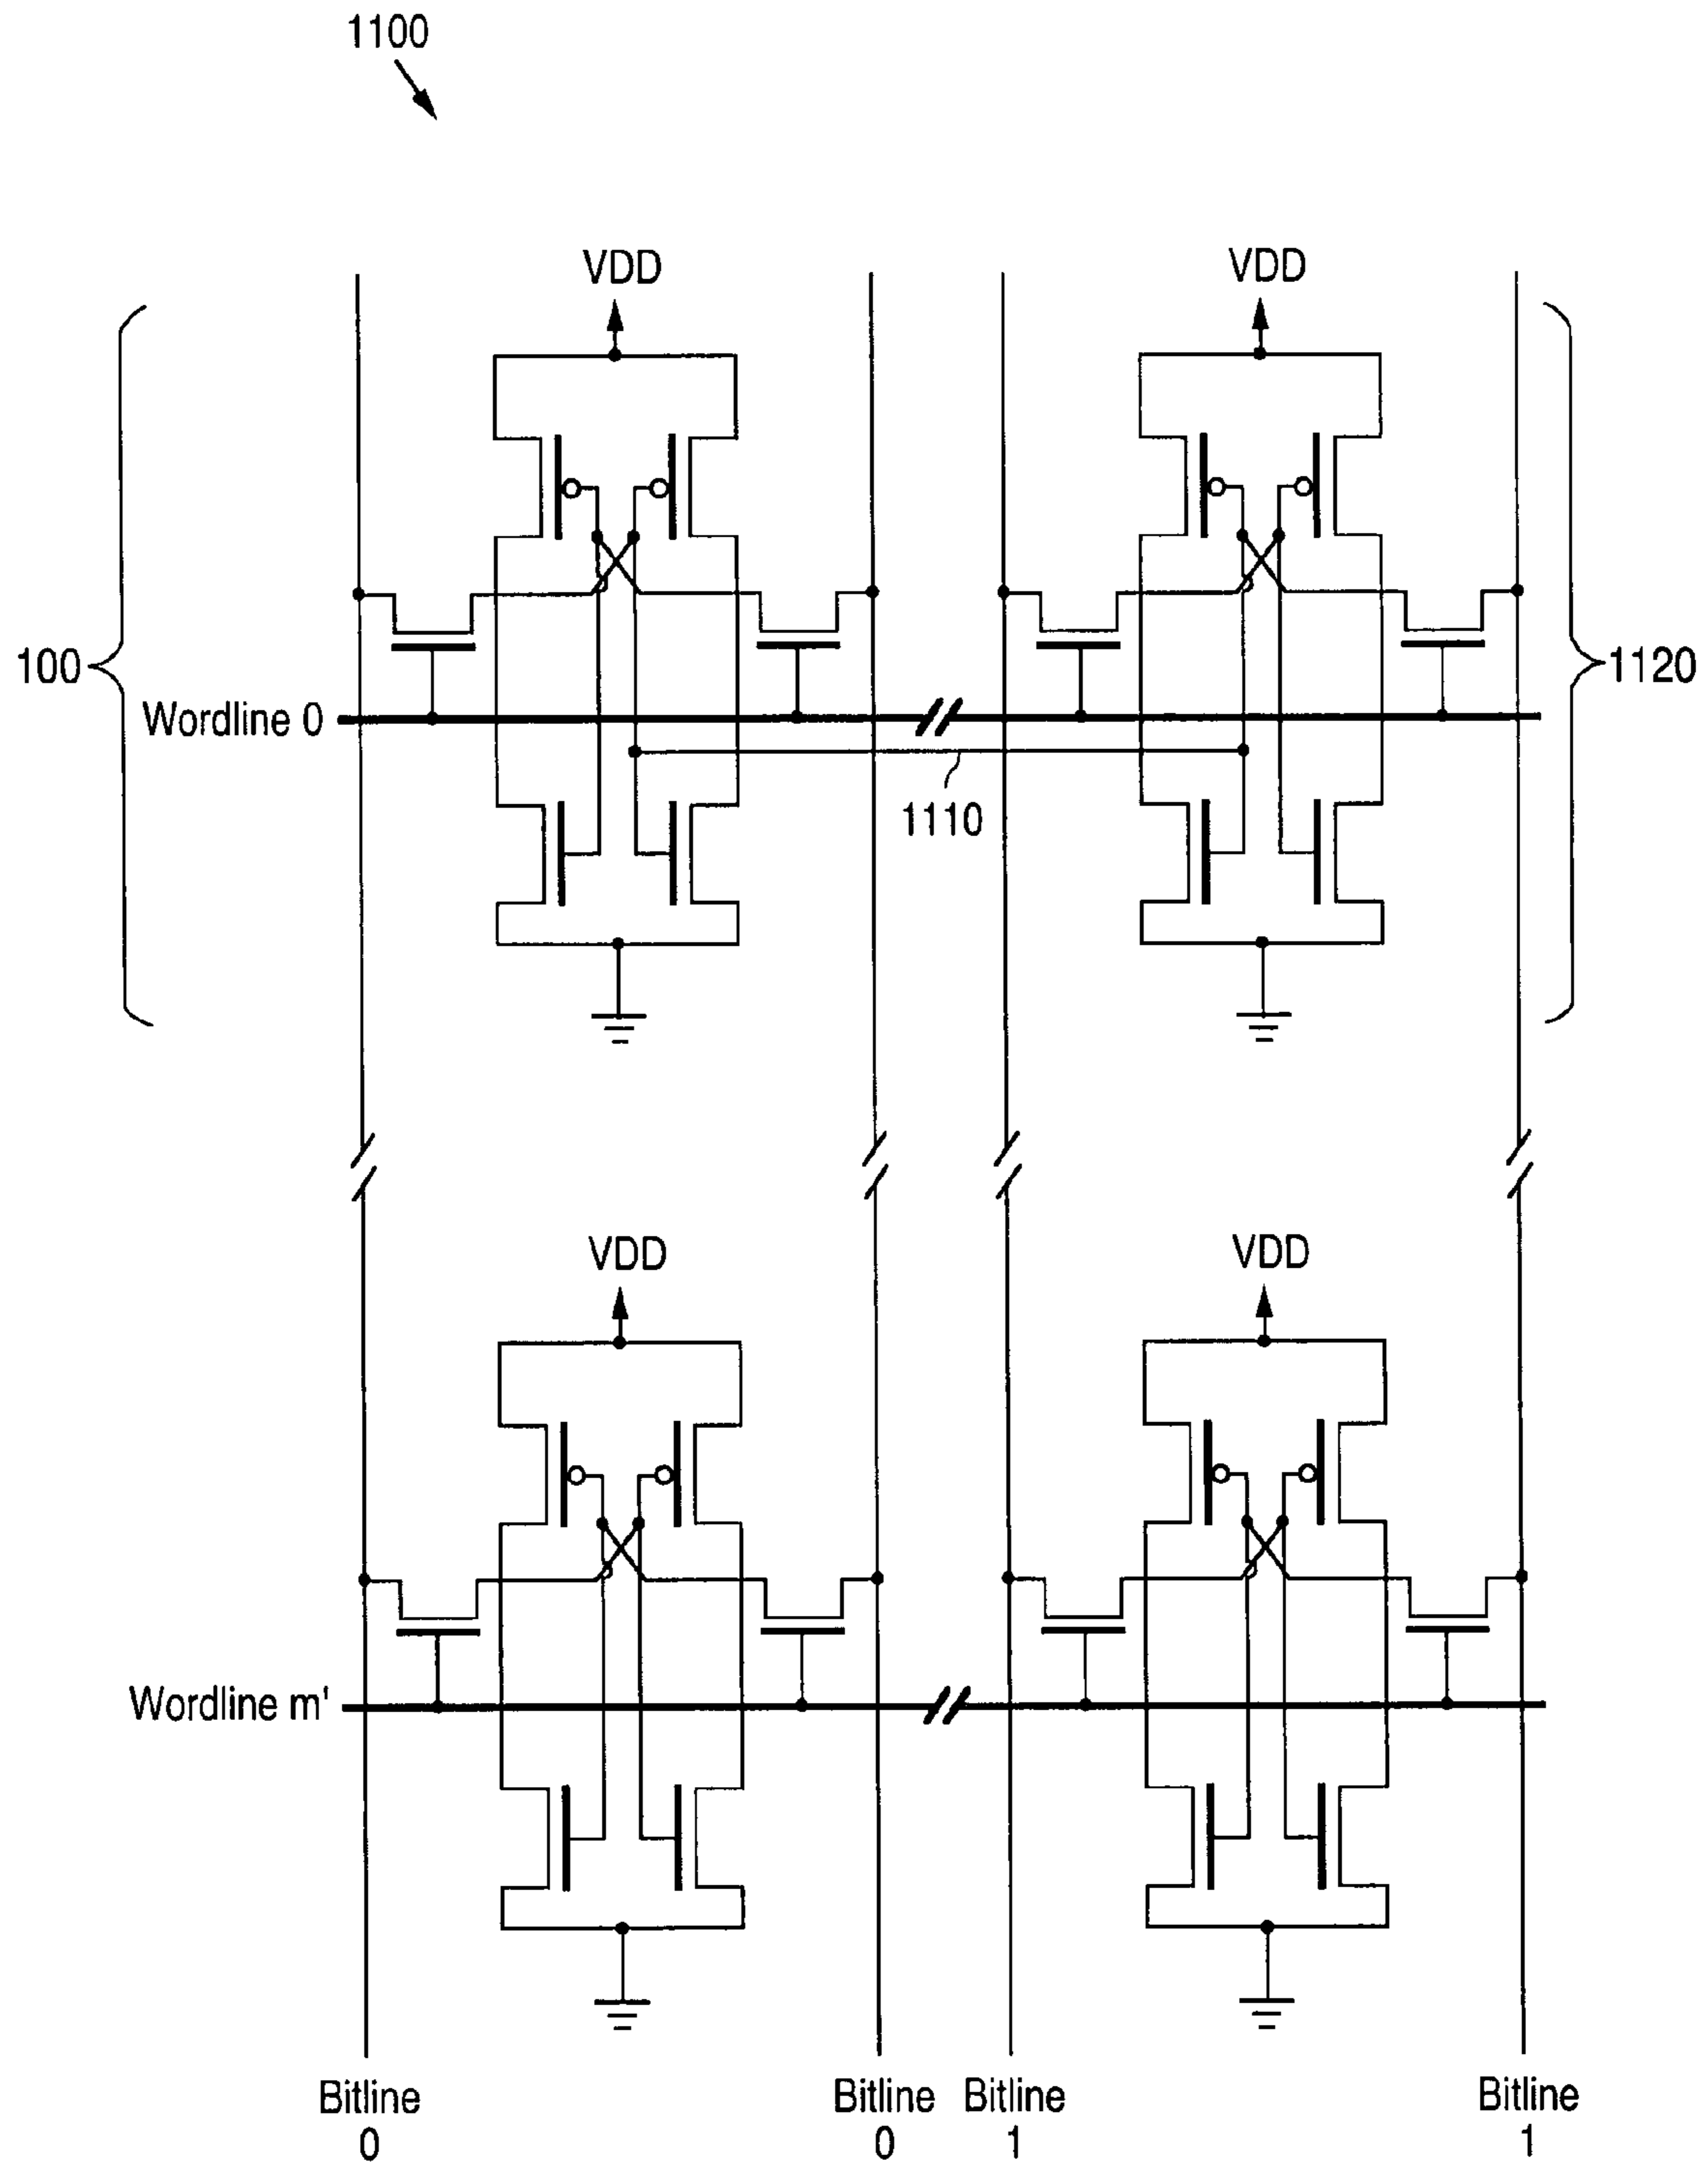 1100
VDD
VDD
100
1120
Wordline 0
1110
VDD
VDD
Wordline m'
Bitline
0
Bitline
0
Bitline
1
Bitline
1